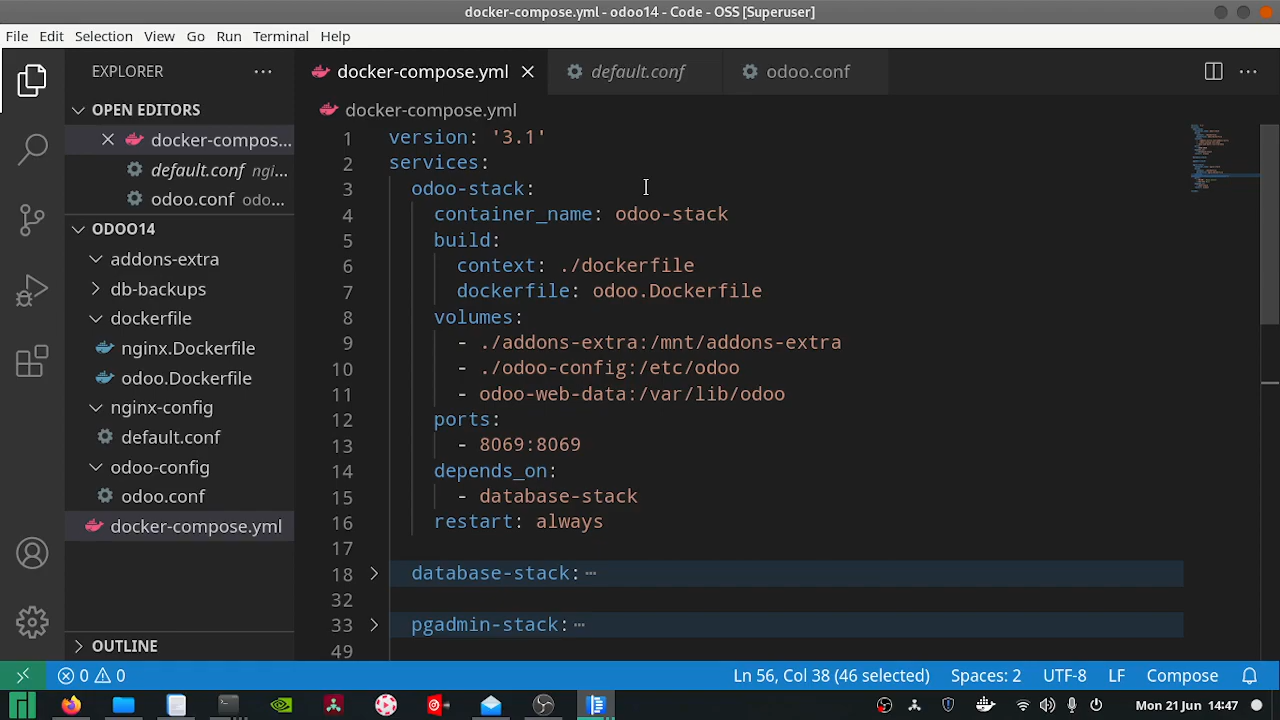 docker-compose.yml - odoo14 - Code - OSS [Superuser]
File Edit Selection View Go Run Terminal Help
EXPLORER
docker-compose.yml
default.conf
odoo.conf
OPEN EDITORS
docker-compos...
default.conf ngi...
odoo.conf odo...
ODOO14
addons-extra
db-backups
dockerfile
nginx.Dockerfile
odoo.Dockerfile
nginx-config
default.conf
odoo-config
odoo.conf
docker-compose.yml
OUTLINE
docker-compose.yml
1 version: '3.1'
2 services:
3 odoo-stack:
4 container_name: odoo-stack
5 build:
6 context: ./dockerfile
7 dockerfile: odoo.Dockerfile
8 volumes:
9 - ./addons-extra:/mnt/addons-extra
10 - ./odoo-config:/etc/odoo
11 - odoo-web-data:/var/lib/odoo
12 ports:
13 - 8069:8069
14 depends_on:
15 - database-stack
16 restart: always
17
18 database-stack:
32
33 pgadmin-stack:
49
0 0
Ln 56, Col 38 (46 selected) Spaces: 2 UTF-8 LF Compose
Mon 21 Jun 14:47